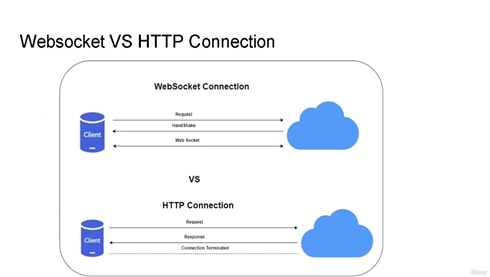 Websocket VS HTTP Connection
WebSocket Connection
Request
HandShake
Client
Web Socket
VS
HTTP Connection
Request
Response
Client
Connection Terminated
Udemy